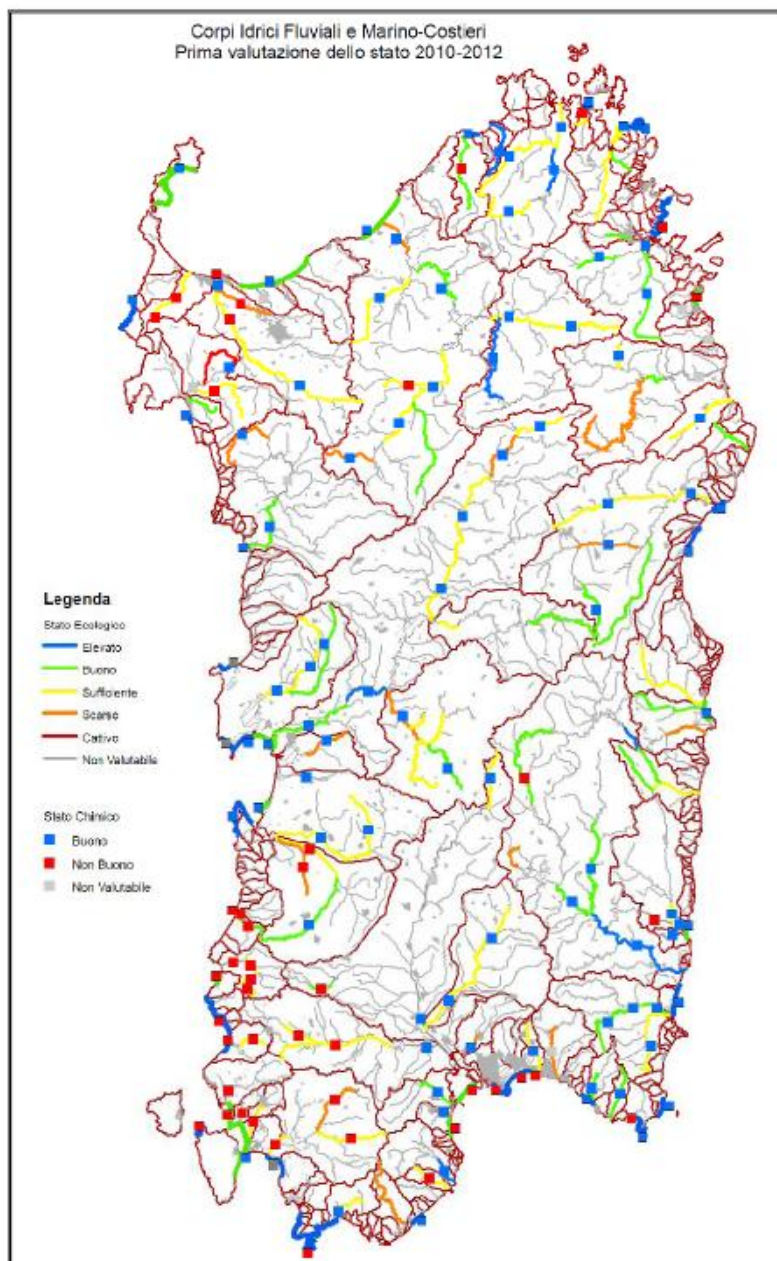 Corpi Idrici Fluviali e Marino-Costieri
Prima valutazione dello stato 2010-2012
Legenda
Stato Ecologico
Elevato
Buono
Sufficiente
Scarso
Cattivo
Non Valutabile
Stato Chimico
Buono
Non Buono
Non Valutabile